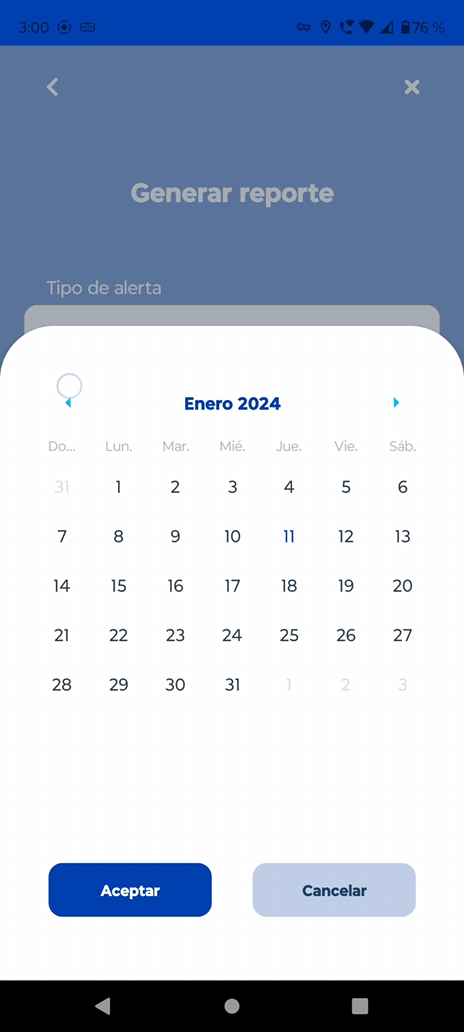 3:00 76 %
Generar reporte
Tipo de alerta
Enero 2024
Do... Lun. Mar. Mié. Jue. Vie. Sáb.
31 1 2 3 4 5 6
7 8 9 10 11 12 13
14 15 16 17 18 19 20
21 22 23 24 25 26 27
28 29 30 31 1 2 3
Aceptar Cancelar